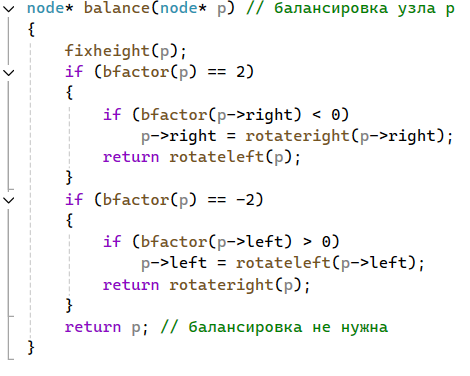 node* balance(node* p) // балансировка узла p
{
    fixheight(p);
    if (bfactor(p) == 2)
    {
        if (bfactor(p->right) < 0)
            p->right = rotateright(p->right);
        return rotateleft(p);
    }
    if (bfactor(p) == -2)
    {
        if (bfactor(p->left) > 0)
            p->left = rotateleft(p->left);
        return rotateright(p);
    }
    return p; // балансировка не нужна
}